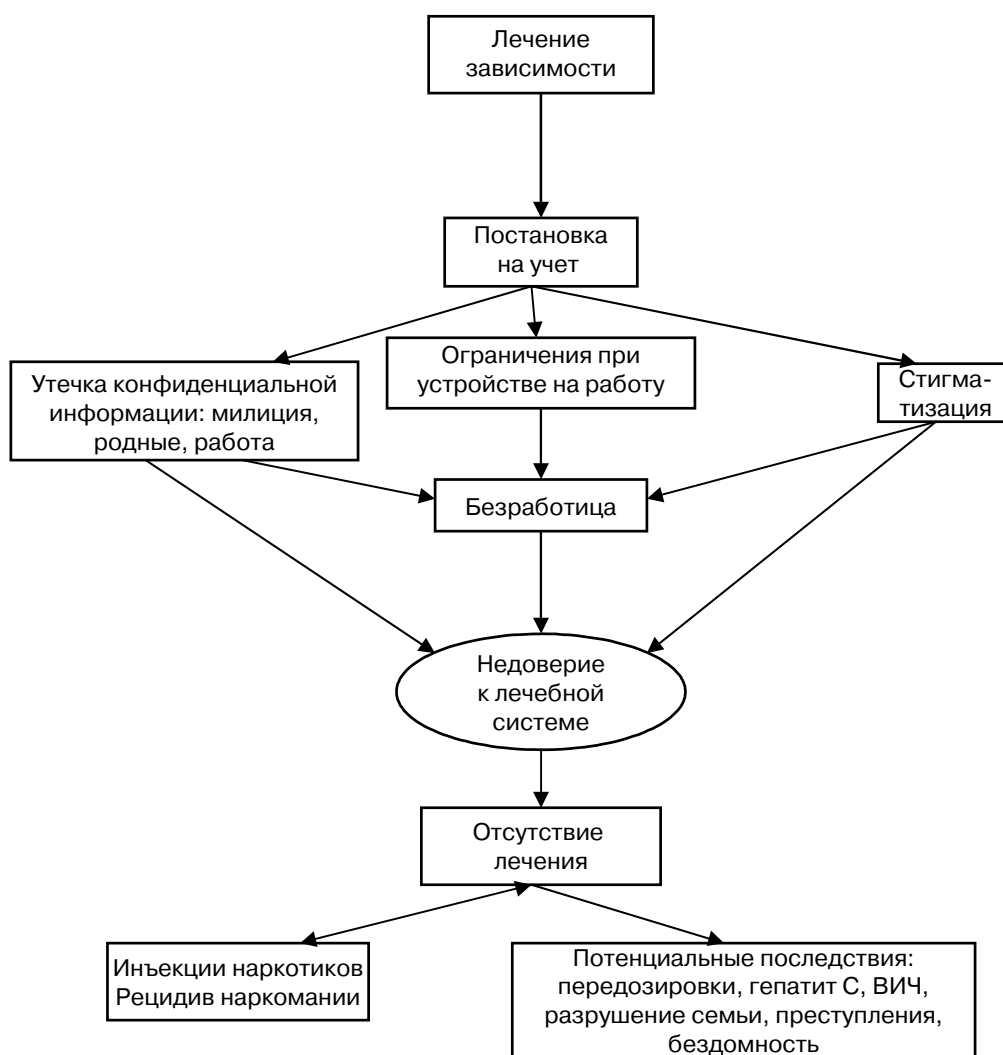 Лечение
зависимости
Постановка
на учет
Утечка конфиденциальной
информации: милиция,
родные, работа
Ограничения при
устройстве на работу
Стигма-
тизация
Безработица
Недоверие
к лечебной
системе
Отсутствие
лечения
Инъекции наркотиков
Рецидив наркомании
Потенциальные последствия:
передозировки, гепатит С, ВИЧ,
разрушение семьи, преступления,
бездомность